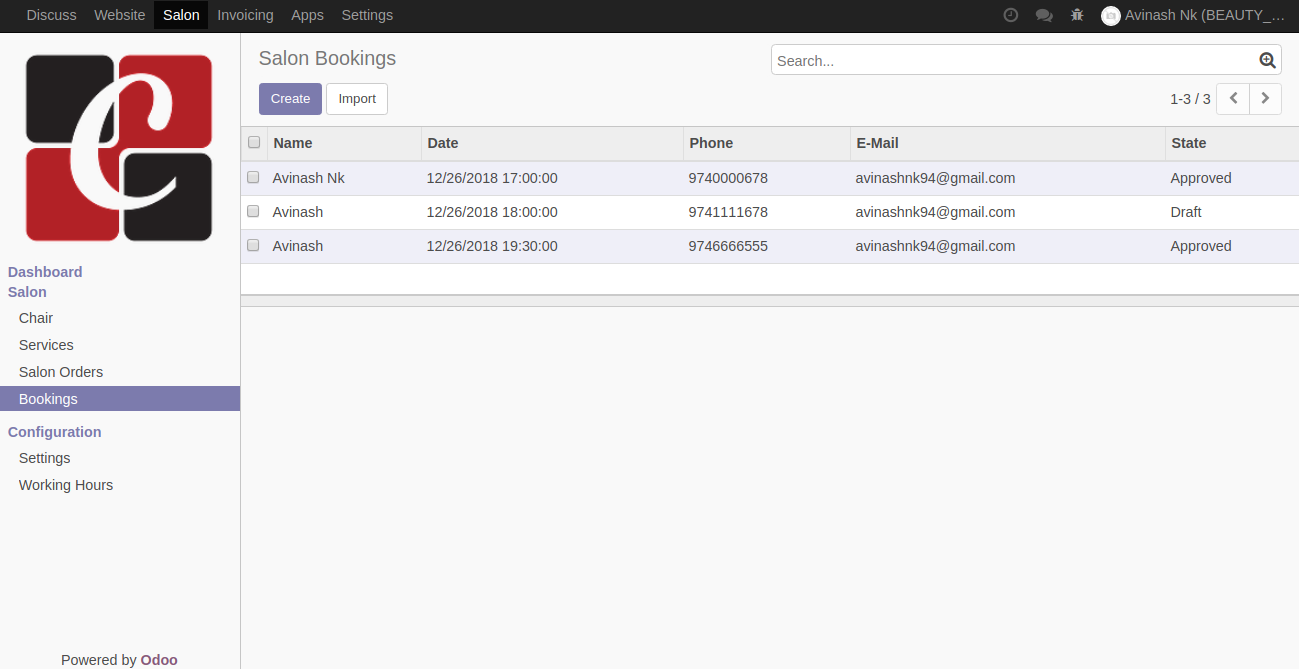 Discuss Website Salon Invoicing Apps Settings Avinash Nk (BEAUTY_...
Salon Bookings
Search...
Create Import 1-3 / 3
Name Date Phone E-Mail State
Avinash Nk 12/26/2018 17:00:00 9740000678 avinashnk94@gmail.com Approved
Avinash 12/26/2018 18:00:00 9741111678 avinashnk94@gmail.com Draft
Avinash 12/26/2018 19:30:00 9746666555 avinashnk94@gmail.com Approved
C
Dashboard
Salon
Chair
Services
Salon Orders
Bookings
Configuration
Settings
Working Hours
Powered by Odoo